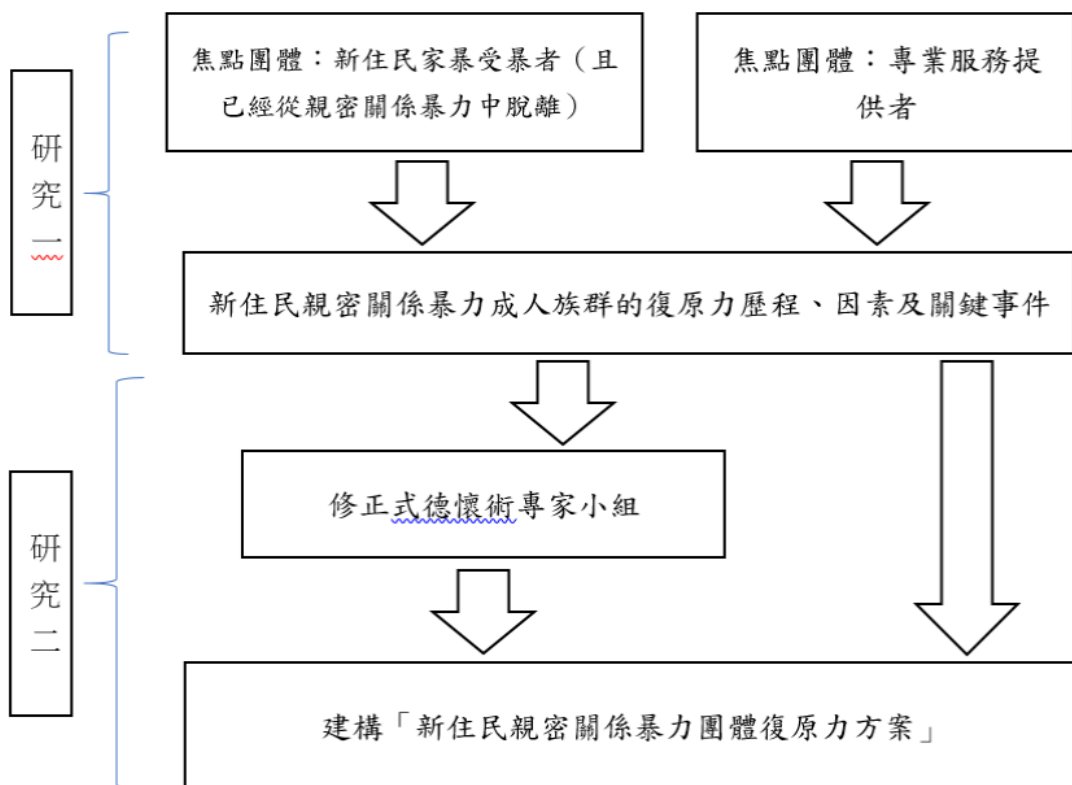 研究一
焦點團體：新住民家暴受暴者（且
已經從親密關係暴力中脫離）
焦點團體：專業服務提
供者
新住民親密關係暴力成人族群的復原力歷程、因素及關鍵事件
研究二
修正式德懷術專家小組
建構「新住民親密關係暴力團體復原力方案」